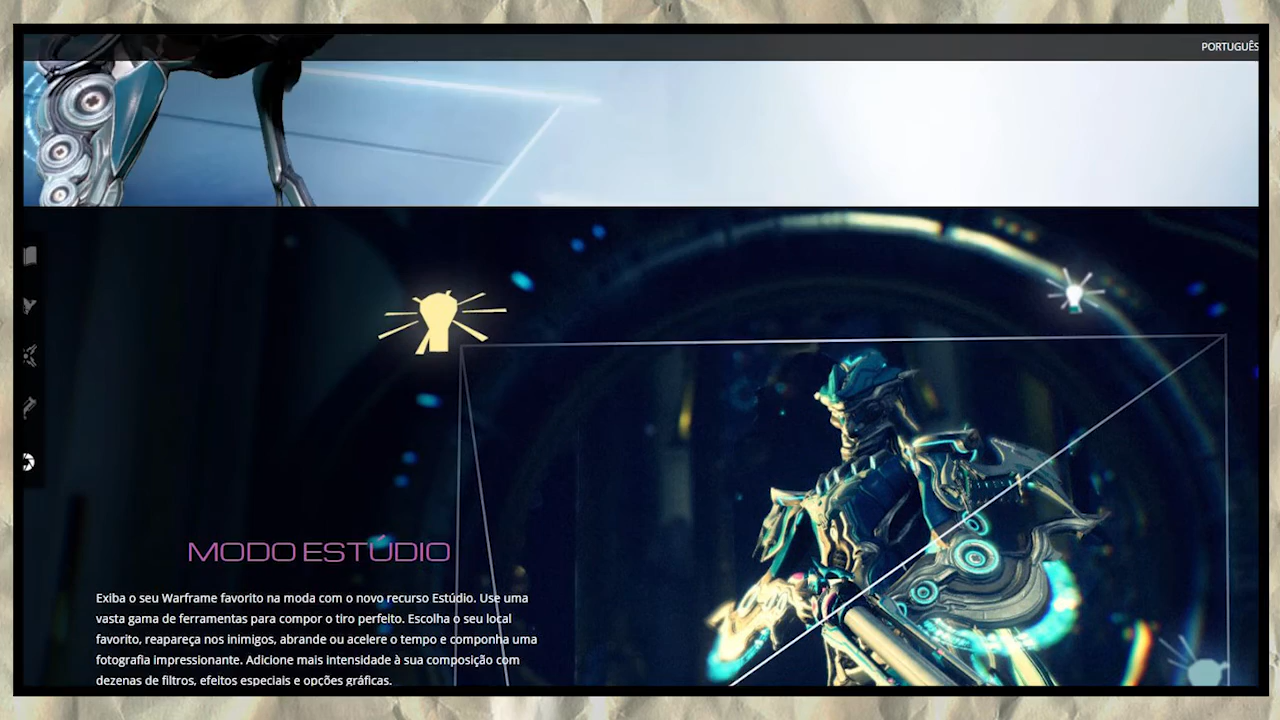 PORTUGUÊS
MODO ESTÚDIO
Exiba o seu Warframe favorito na moda com o novo recurso Estúdio. Use uma
vasta gama de ferramentas para compor o tiro perfeito. Escolha o seu local
favorito, reapareça nos inimigos, abrande ou acelere o tempo e componha uma
fotografia impressionante. Adicione mais intensidade à sua composição com
dezenas de filtros, efeitos especiais e opções gráficas.